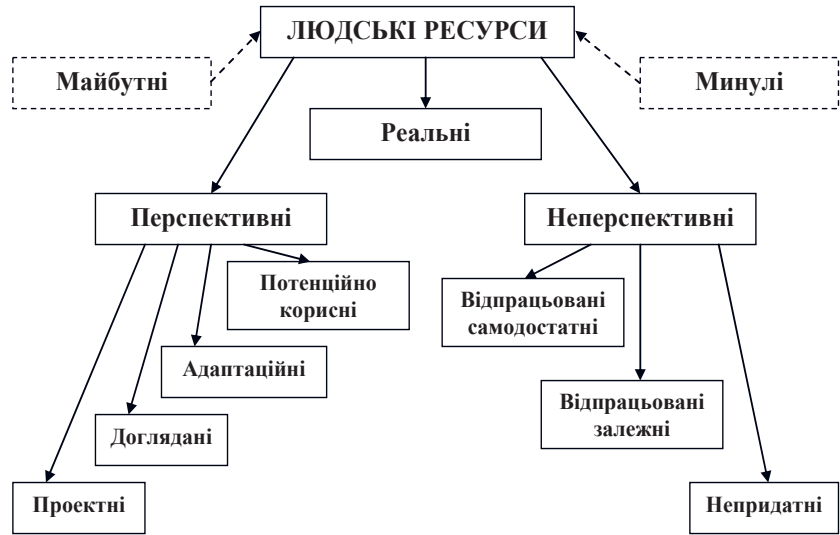 ЛЮДСЬКІ РЕСУРСИ
Майбутні
Минулі
Реальні
Перспективні
Неперспективні
Потенційно
корисні
Відпрацьовані
самодостатні
Адаптаційні
Відпрацьовані
залежні
Доглядані
Проектні
Непридатні